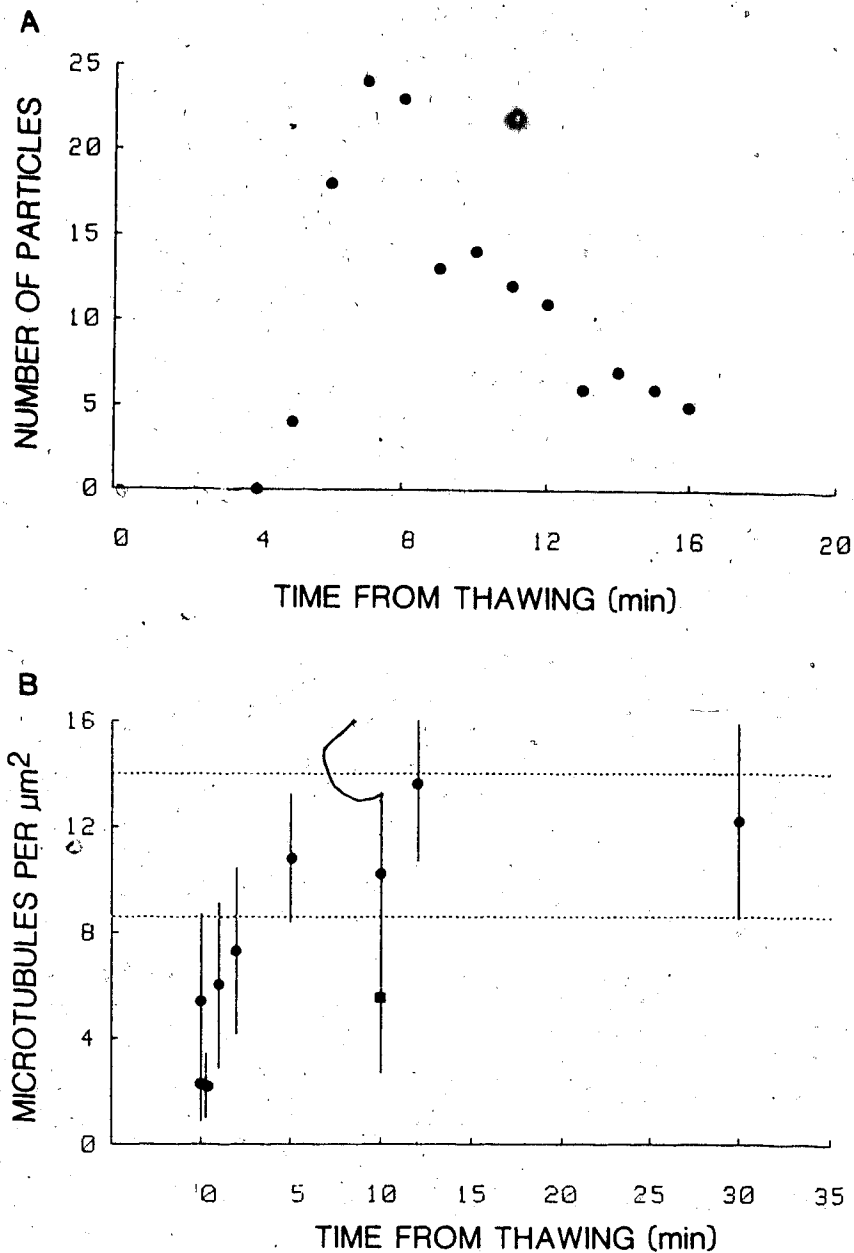 A
NUMBER OF PARTICLES
25
20
15
10
5
0
0 4 8 12 16 20
TIME FROM THAWING (min)
B
MICROTUBULES PER µm²
16
12
8
4
0
0 5 10 15 20 25 30 35
TIME FROM THAWING (min)